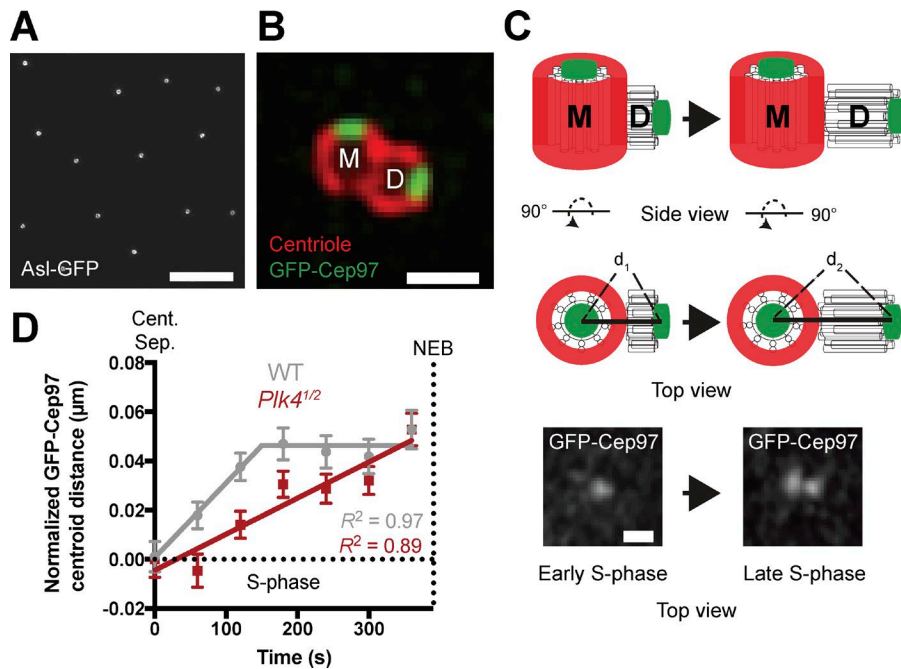 A
Asl-GFP
B
M
D
Centriole
GFP-Cep97
C
M
D
M
D
90°
Side view
90°
d1
d2
Top view
GFP-Cep97
GFP-Cep97
Early S-phase
Late S-phase
Top view
D
Cent.
Sep.
NEB
WT
Plk41/2
Normalized GFP-Cep97
centroid distance (µm)
0.08
0.06
0.04
0.02
0.00
-0.02
R2 = 0.97
R2 = 0.89
S-phase
0
100
200
300
Time (s)